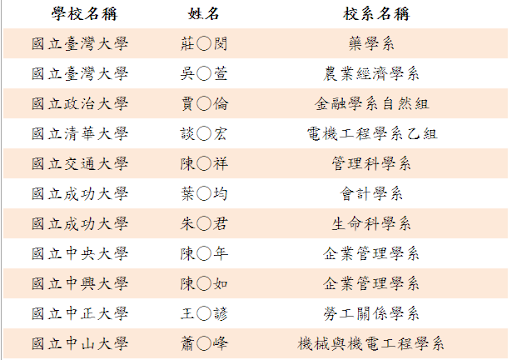 學校名稱 姓名 校系名稱
國立臺灣大學 莊○閔 藥學系
國立臺灣大學 吳○萱 農業經濟學系
國立政治大學 賈○倫 金融學系自然組
國立清華大學 談○宏 電機工程學系乙組
國立交通大學 陳○祥 管理科學系
國立成功大學 葉○均 會計學系
國立成功大學 朱○君 生命科學系
國立中央大學 陳○年 企業管理學系
國立中興大學 陳○如 企業管理學系
國立中正大學 王○諺 勞工關係學系
國立中山大學 蕭○峰 機械與機電工程學系